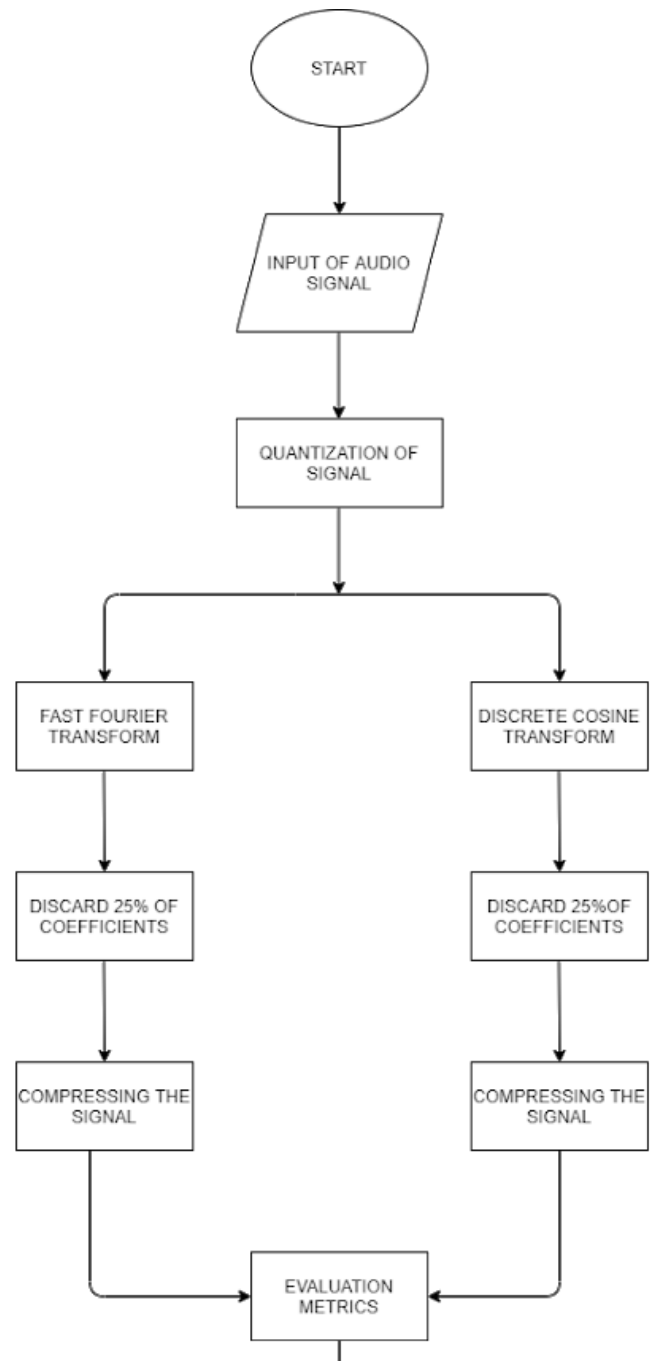 START
INPUT OF AUDIO
SIGNAL
QUANTIZATION OF
SIGNAL
FAST FOURIER
TRANSFORM
DISCRETE COSINE
TRANSFORM
DISCARD 25% OF
COEFFICIENTS
DISCARD 25%OF
COEFFICIENTS
COMPRESSING THE
SIGNAL
COMPRESSING THE
SIGNAL
EVALUATION
METRICS